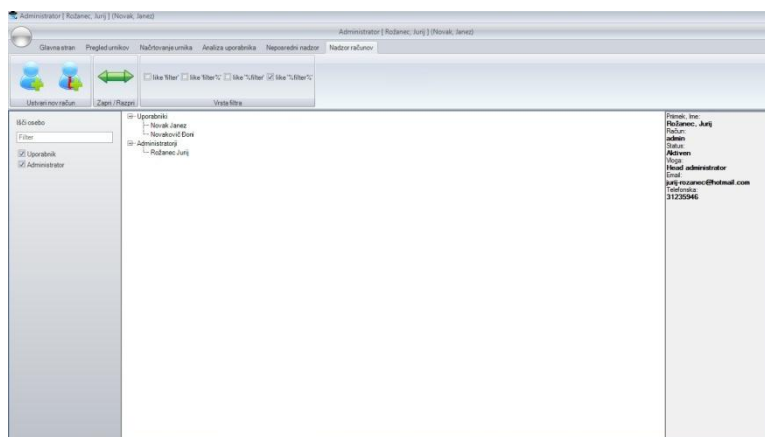 Administrator [ Rožanec, Jurij ] (Novak, Janez)
Administrator [ Rožanec, Jurij ] (Novak, Janez)
Glavna stran Pregled urnikov Načrtovanje urnika Analiza uporabnika Neposredni nadzor Nadzor računov
like 'filter' like 'filter%' like '%filter' like '%filter%'
Ustvari nov račun Zapri / Razpri Vrste filtra
Išči osebo
Filter
Uporabnik
Administrator
Uporabniki
Novak Janez
Novakovič Đoni
Administratorji
Rožanec Jurij
Priimek, Ime:
Rožanec, Jurij
Račun:
admin
Status:
Aktiven
Vloga:
Head administrator
Email:
jurij-rozanec@hotmail.com
Telefonska:
31235946